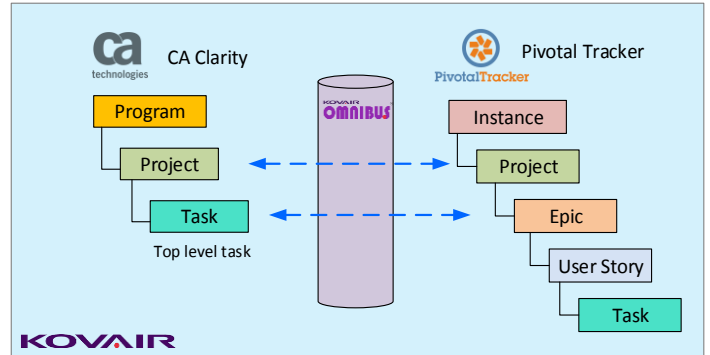 ca
technologies
CA Clarity
Program
Project
Task
Top level task
KOVAIR
OMNIBUS
PivotalTracker
Pivotal Tracker
Instance
Project
Epic
User Story
Task
KOVAIR